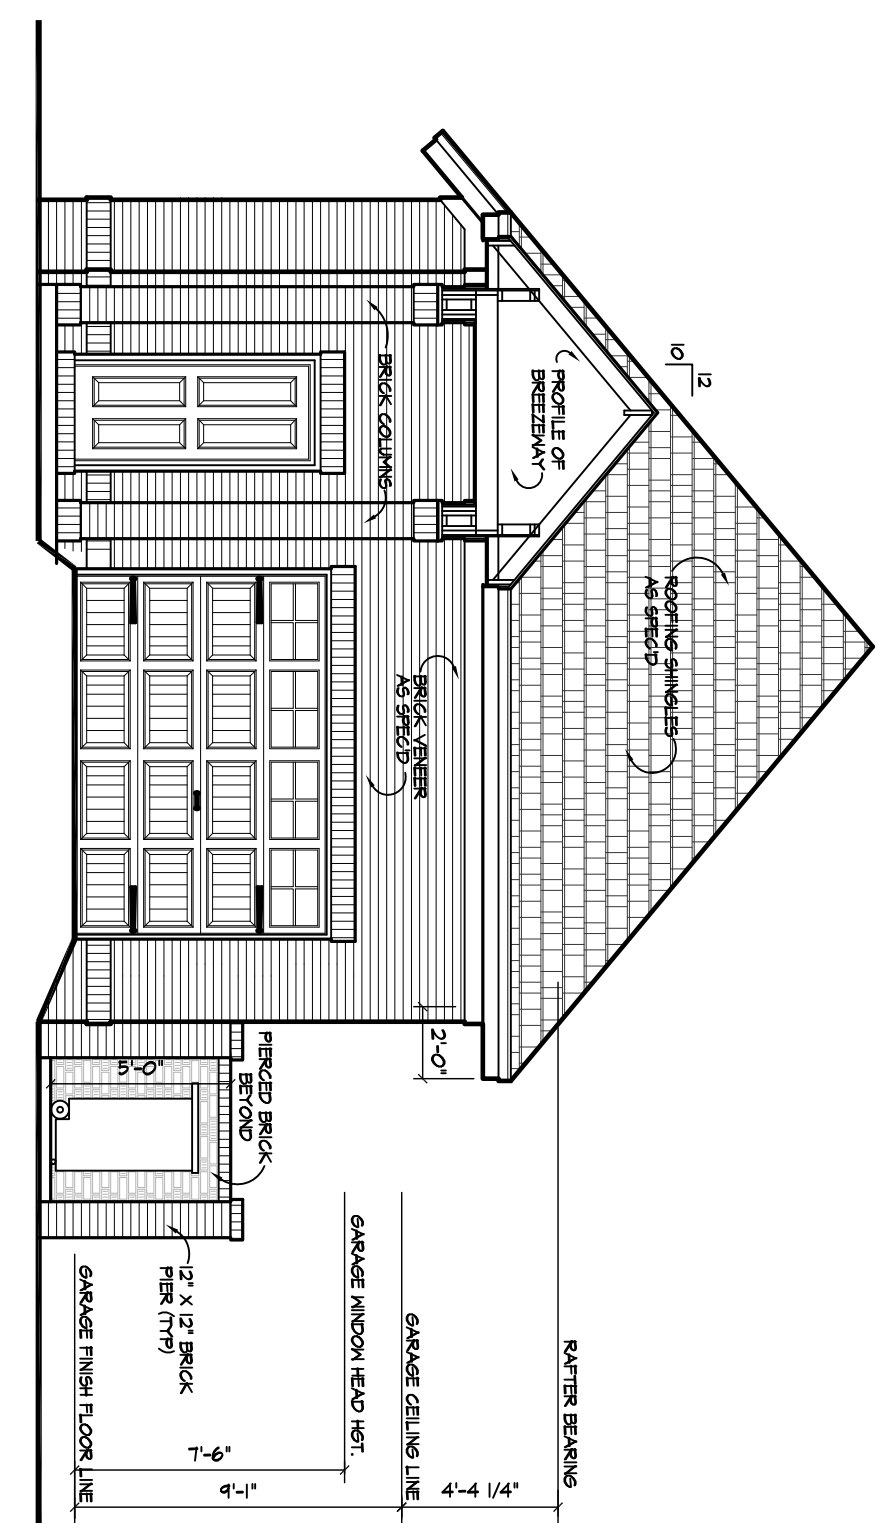 12
10
PROFILE OF
BREEZEWAY
ROOFING SHINGLES
AS SPEC'D
BRICK COLUMNS
BRICK VENEER
AS SPEC'D
2'-0"
5'-0"
PIERCED BRICK
BEYOND
12" X 12" BRICK
PIER (TYP)
RAFTER BEARING
4'-4 1/4"
GARAGE CEILING LINE
GARAGE WINDOW HEAD HGT.
7'-6"
9'-1"
GARAGE FINISH FLOOR LINE